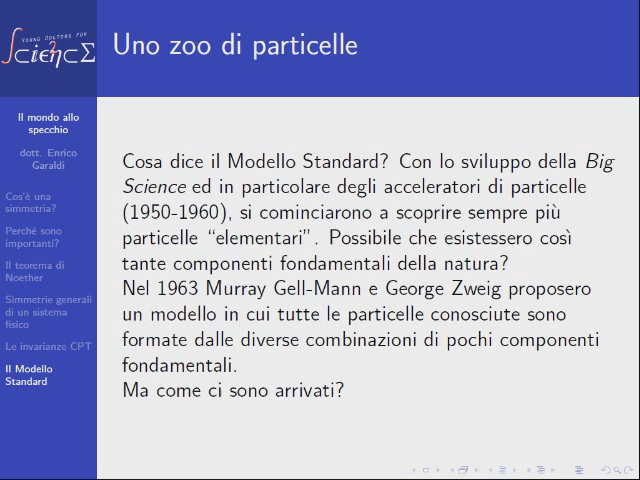 YOUNG DOCTORS FOR
Uno zoo di particelle
Il mondo allo
specchio
dott. Enrico
Garaldi
Cos'è una
simmetria?
Perché sono
importanti?
Il teorema di
Noether
Simmetrie generali
di un sistema
fisico
Le invarianze CPT
Il Modello
Standard
Cosa dice il Modello Standard? Con lo sviluppo della Big
Science ed in particolare degli acceleratori di particelle
(1950-1960), si cominciarono a scoprire sempre più
particelle “elementari”. Possibile che esistessero così
tante componenti fondamentali della natura?
Nel 1963 Murray Gell-Mann e George Zweig proposero
un modello in cui tutte le particelle conosciute sono
formate dalle diverse combinazioni di pochi componenti
fondamentali.
Ma come ci sono arrivati?